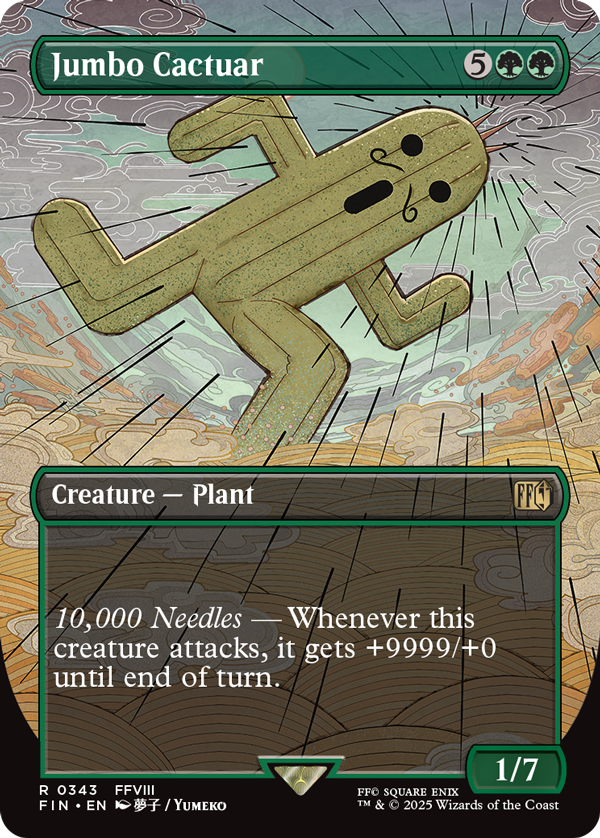 Jumbo Cactuar 5
Creature — Plant FF
10,000 Needles — Whenever this
creature attacks, it gets +9999/+0
until end of turn.
1/7
R 0343 FFVIII
FIN • EN 夢子 / YUMEKO
FF© SQUARE ENIX
™ & © 2025 Wizards of the Coast